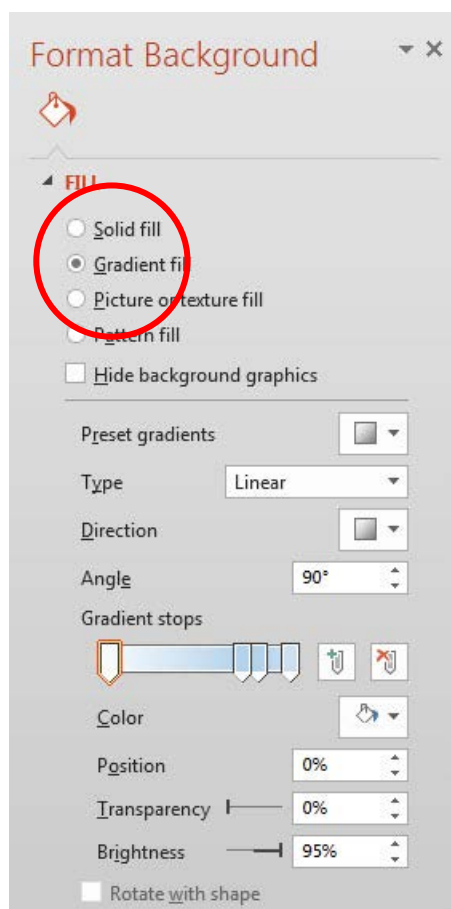 Format Background
FILL
Solid fill
Gradient fill
Picture or texture fill
Pattern fill
Hide background graphics
Preset gradients
Type Linear
Direction
Angle 90°
Gradient stops
Color
Position 0%
Transparency 0%
Brightness 95%
Rotate with shape